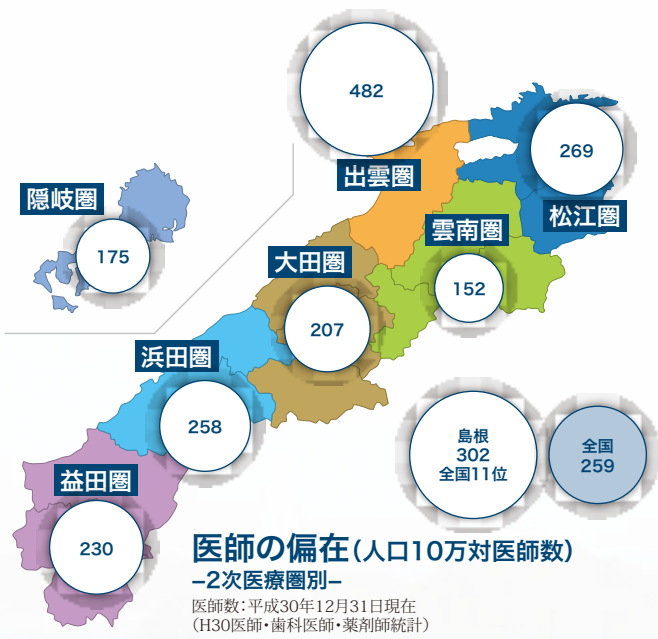 482
出雲圏
269
松江圏
隠岐圏
175
雲南圏
152
大田圏
207
浜田圏
258
島根
302
全国11位
全国
259
益田圏
230
医師の偏在(人口10万対医師数)
–2次医療圏別–
医師数:平成30年12月31日現在
(H30医師・歯科医師・薬剤師統計)